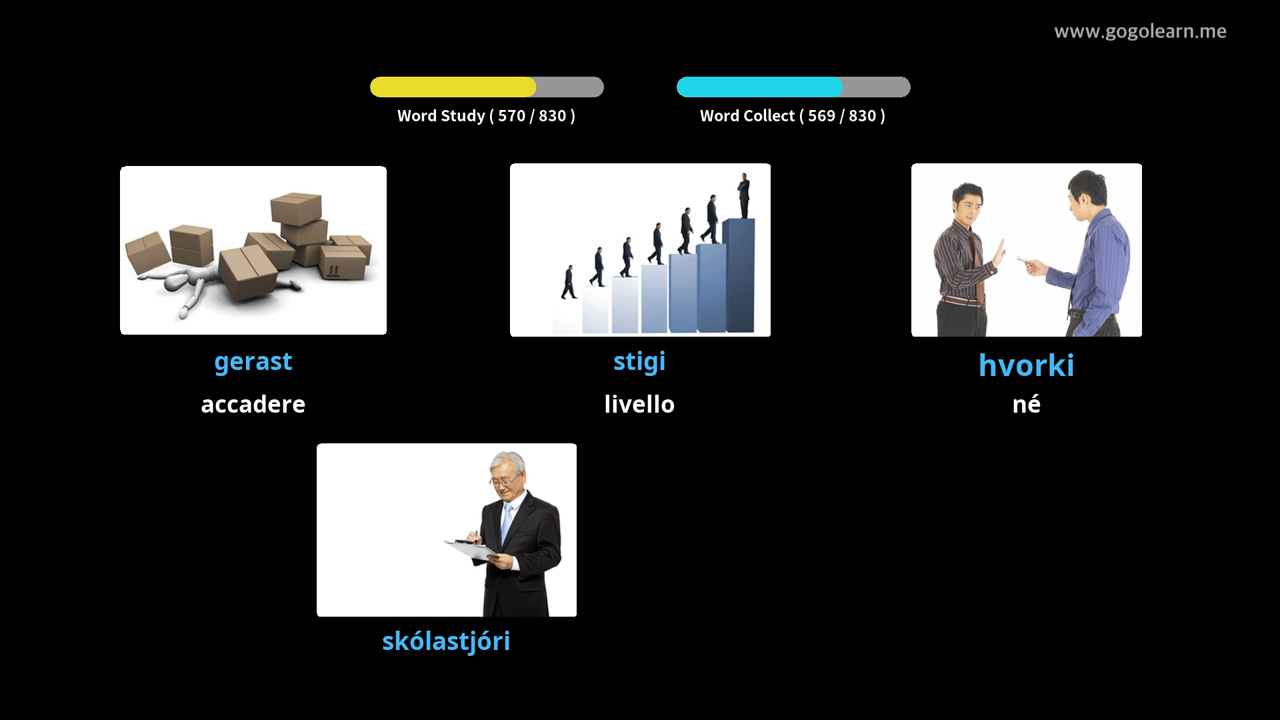 www.gogolearn.me
Word Study ( 570 / 830 )
Word Collect ( 569 / 830 )
gerast
stigi
hvorki
accadere
livello
né
skólastjóri